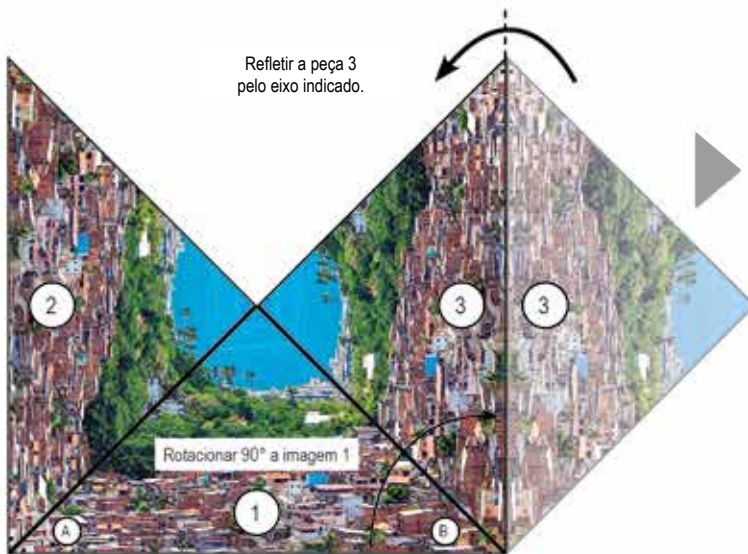 Refletir a peça 3
pelo eixo indicado.
2
3
3
Rotacionar 90° a imagem 1
1
A
B